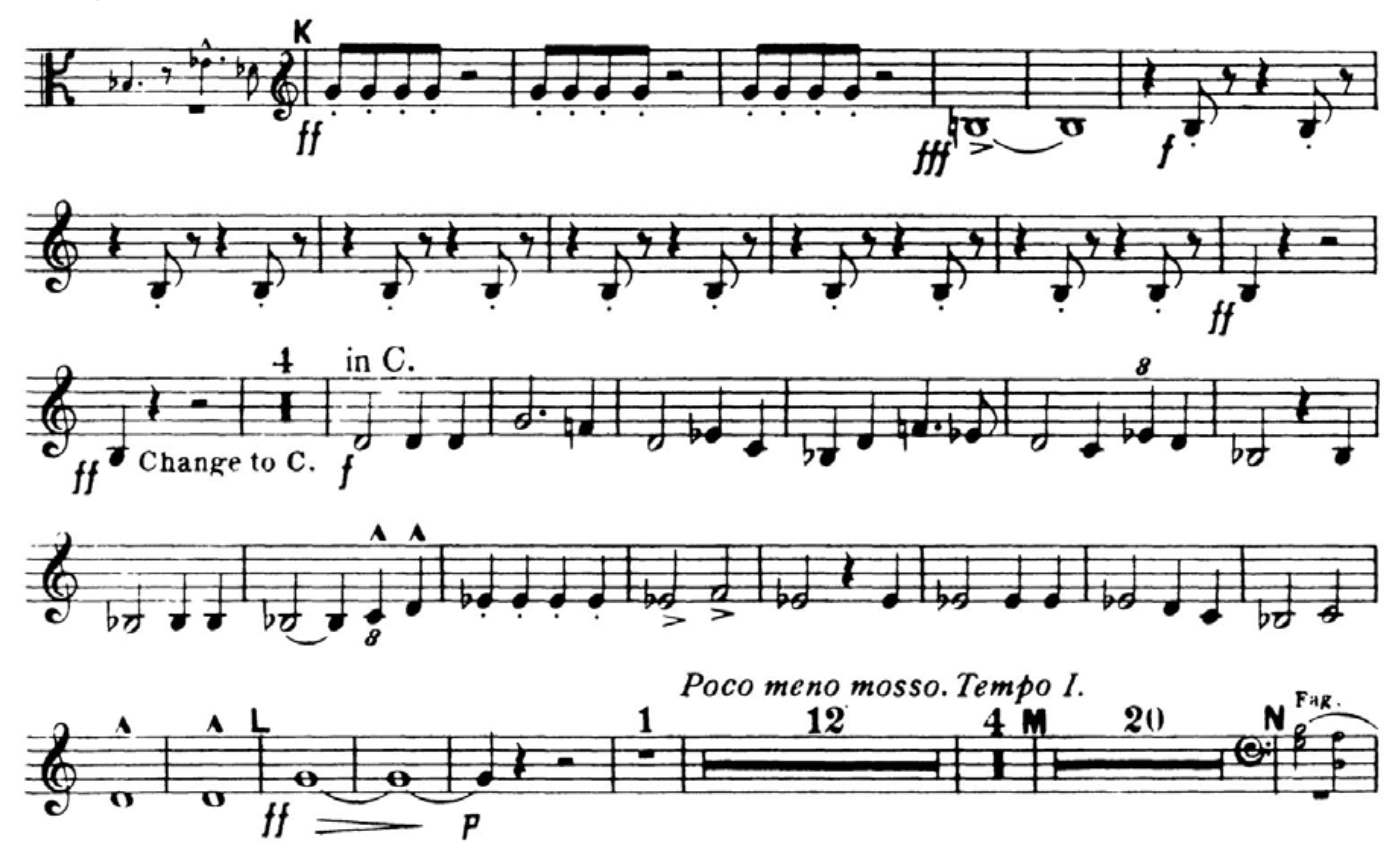 K
ff fff f
ff
4 in C.
8
ff Change to C. f
8
Poco meno mosso. Tempo I.
L 1 12 4 M 20 N Fag.
ff p